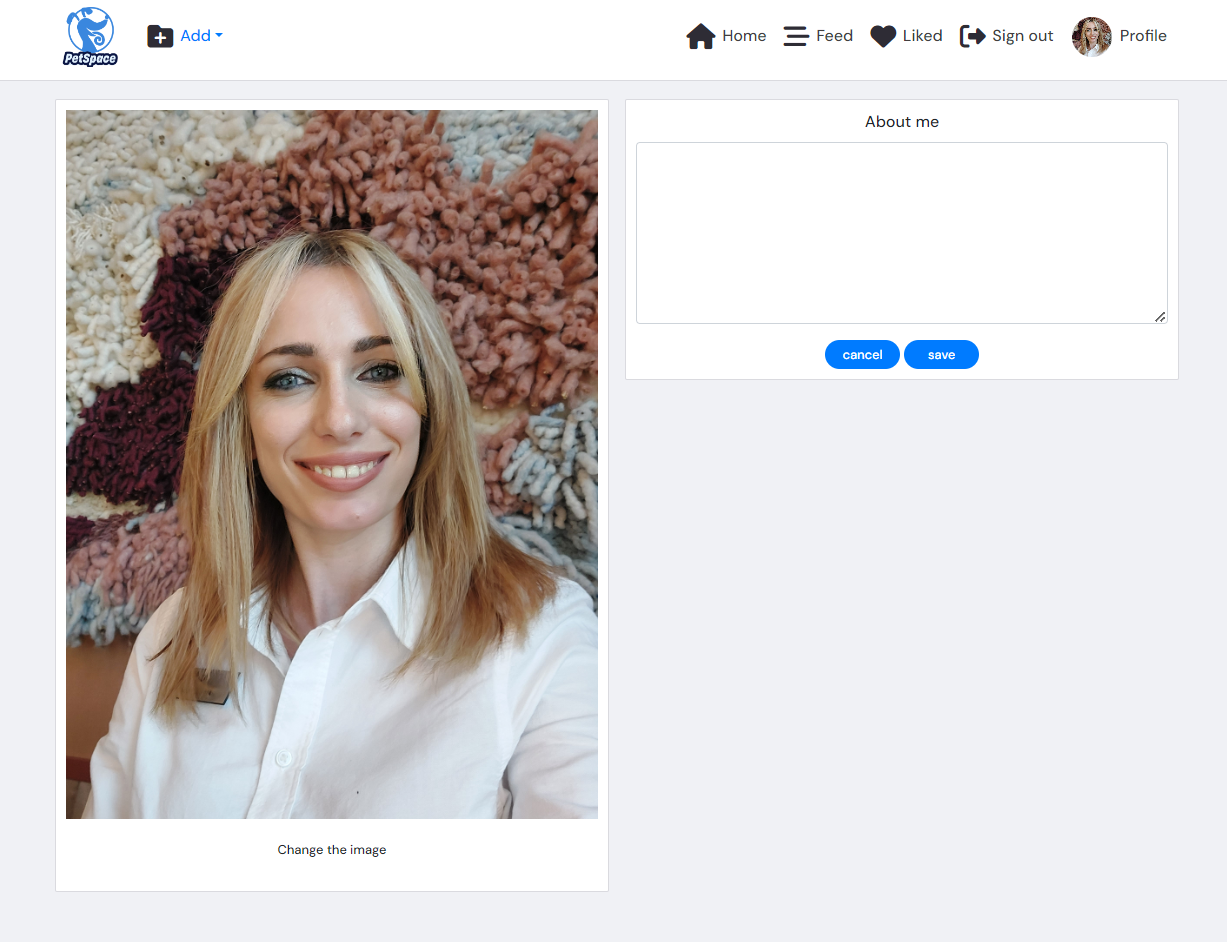 PetSpace
Add
Home
Feed
Liked
Sign out
Profile
About me
cancel
save
Change the image